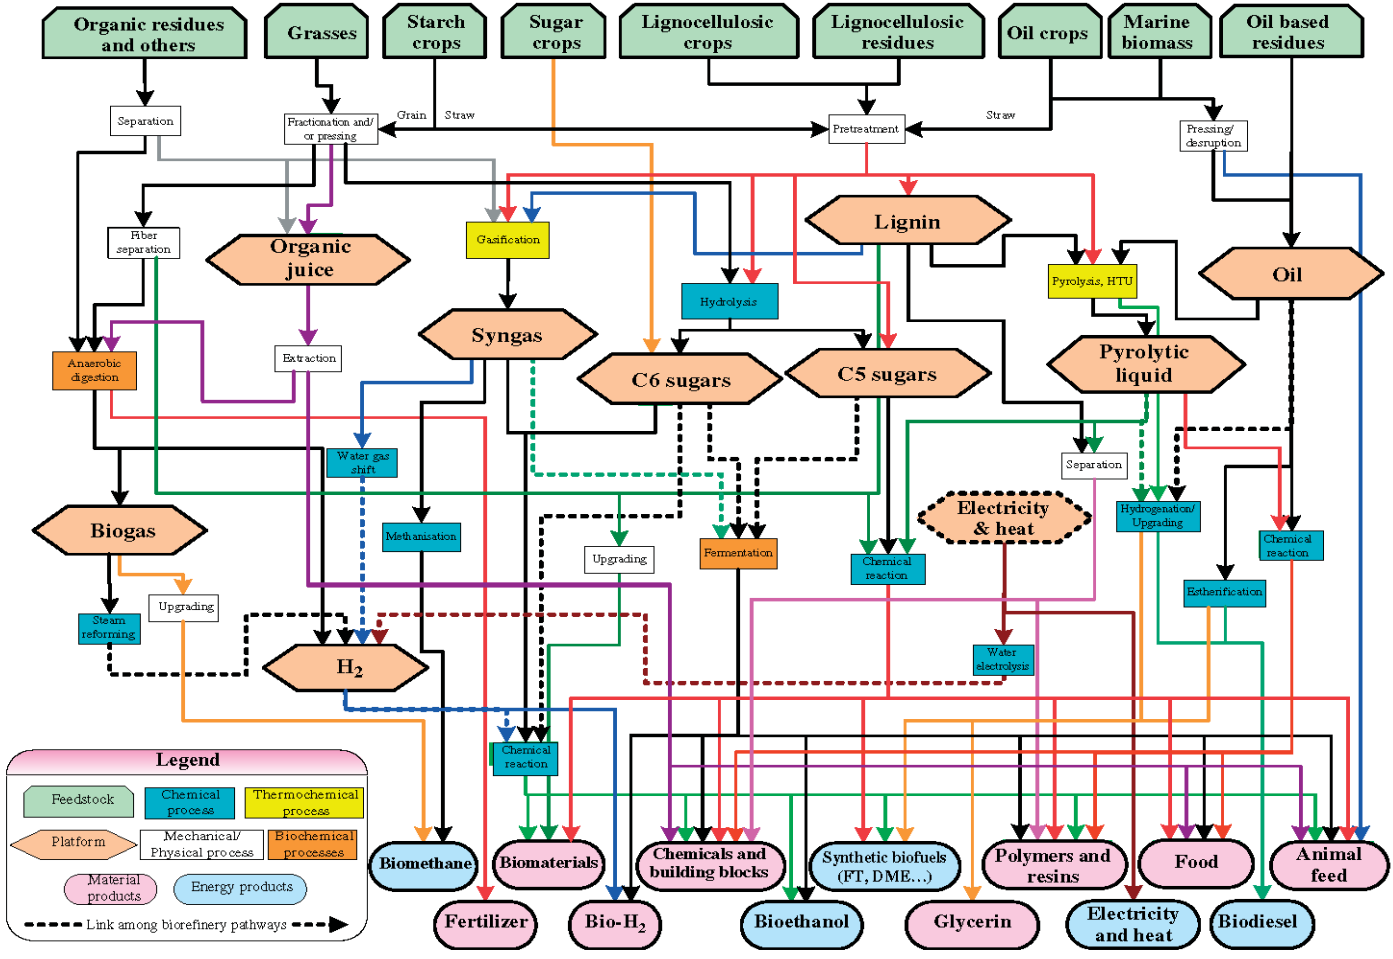 Organic residues
and others
Grasses
Starch
crops
Sugar
crops
Lignocellulosic
crops
Lignocellulosic
residues
Oil crops
Marine
biomass
Oil based
residues
Separation
Fractionation and/
or pressing
Grain
Straw
Pretreatment
Straw
Pressing/
desruption
Fiber
separation
Organic
juice
Gasification
Lignin
Pyrolysis, HTU
Oil
Hydrolysis
Syngas
Anaerobic
digestion
Extraction
C6 sugars
C5 sugars
Pyrolytic
liquid
Water gas
shift
Separation
Biogas
Methanisation
Upgrading
Fermentation
Chemical
reaction
Electricity
& heat
Hydrogenation/
Upgrading
Chemical
reaction
Estherification
Steam
reforming
Upgrading
H2
Water
electrolysis
Chemical
reaction
Legend
Feedstock
Chemical
process
Thermochemical
process
Platform
Mechanical/
Physical process
Biochemical
processes
Material
products
Energy products
Link among biorefinery pathways
Biomethane
Biomaterials
Chemicals and
building blocks
Synthetic biofuels
(FT, DME...)
Polymers and
resins
Food
Animal
feed
Fertilizer
Bio-H2
Bioethanol
Glycerin
Electricity
and heat
Biodiesel